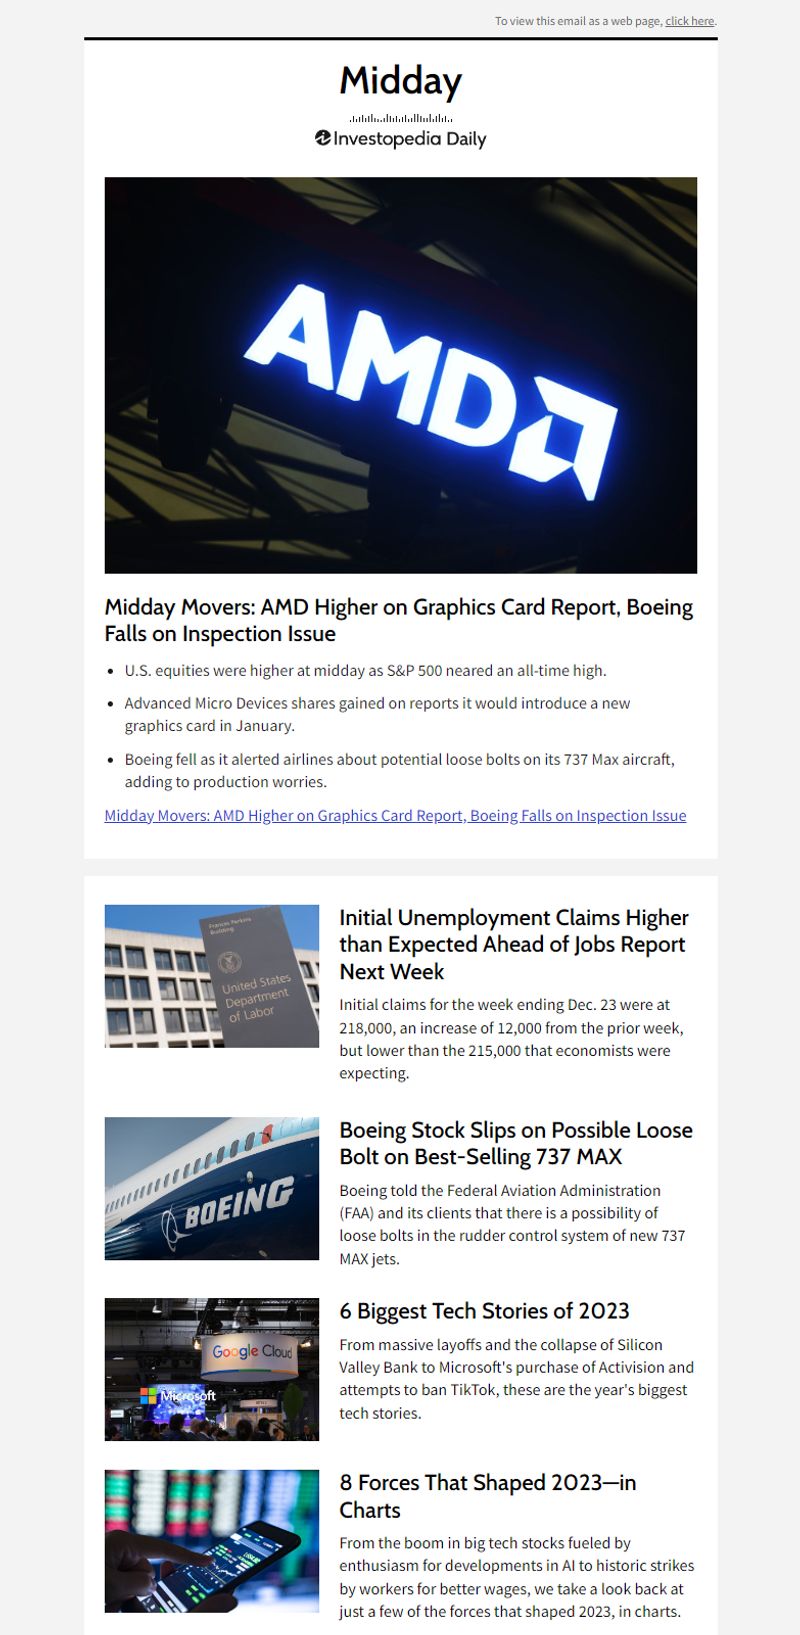 To view this email as a web page, click here.
Midday
Investopedia Daily
AMD
Midday Movers: AMD Higher on Graphics Card Report, Boeing
Falls on Inspection Issue
• U.S. equities were higher at midday as S&P 500 neared an all-time high.
• Advanced Micro Devices shares gained on reports it would introduce a new
graphics card in January.
• Boeing fell as it alerted airlines about potential loose bolts on its 737 Max aircraft,
adding to production worries.
Midday Movers: AMD Higher on Graphics Card Report, Boeing Falls on Inspection Issue
Frances Perkins
Building
United States
Department
of Labor
Initial Unemployment Claims Higher
than Expected Ahead of Jobs Report
Next Week
Initial claims for the week ending Dec. 23 were at
218,000, an increase of 12,000 from the prior week,
but lower than the 215,000 that economists were
expecting.
BOEING
Boeing Stock Slips on Possible Loose
Bolt on Best-Selling 737 MAX
Boeing told the Federal Aviation Administration
(FAA) and its clients that there is a possibility of
loose bolts in the rudder control system of new 737
MAX jets.
Google Cloud
Microsoft
6 Biggest Tech Stories of 2023
From massive layoffs and the collapse of Silicon
Valley Bank to Microsoft's purchase of Activision and
attempts to ban TikTok, these are the year's biggest
tech stories.
8 Forces That Shaped 2023—in
Charts
From the boom in big tech stocks fueled by
enthusiasm for developments in AI to historic strikes
by workers for better wages, we take a look back at
just a few of the forces that shaped 2023, in charts.